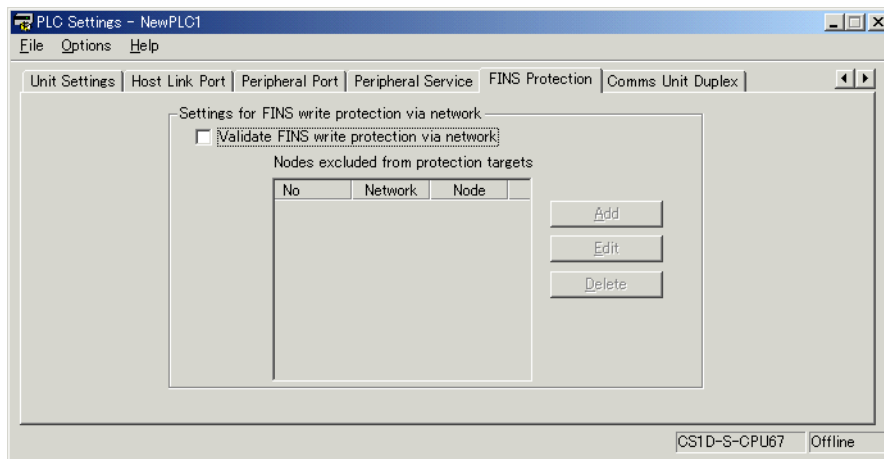 PLC Settings - NewPLC1
File Options Help
Unit Settings Host Link Port Peripheral Port Peripheral Service FINS Protection Comms Unit Duplex
Settings for FINS write protection via network
Validate FINS write protection via network
Nodes excluded from protection targets
No Network Node
Add
Edit
Delete
CS1D-S-CPU67 Offline